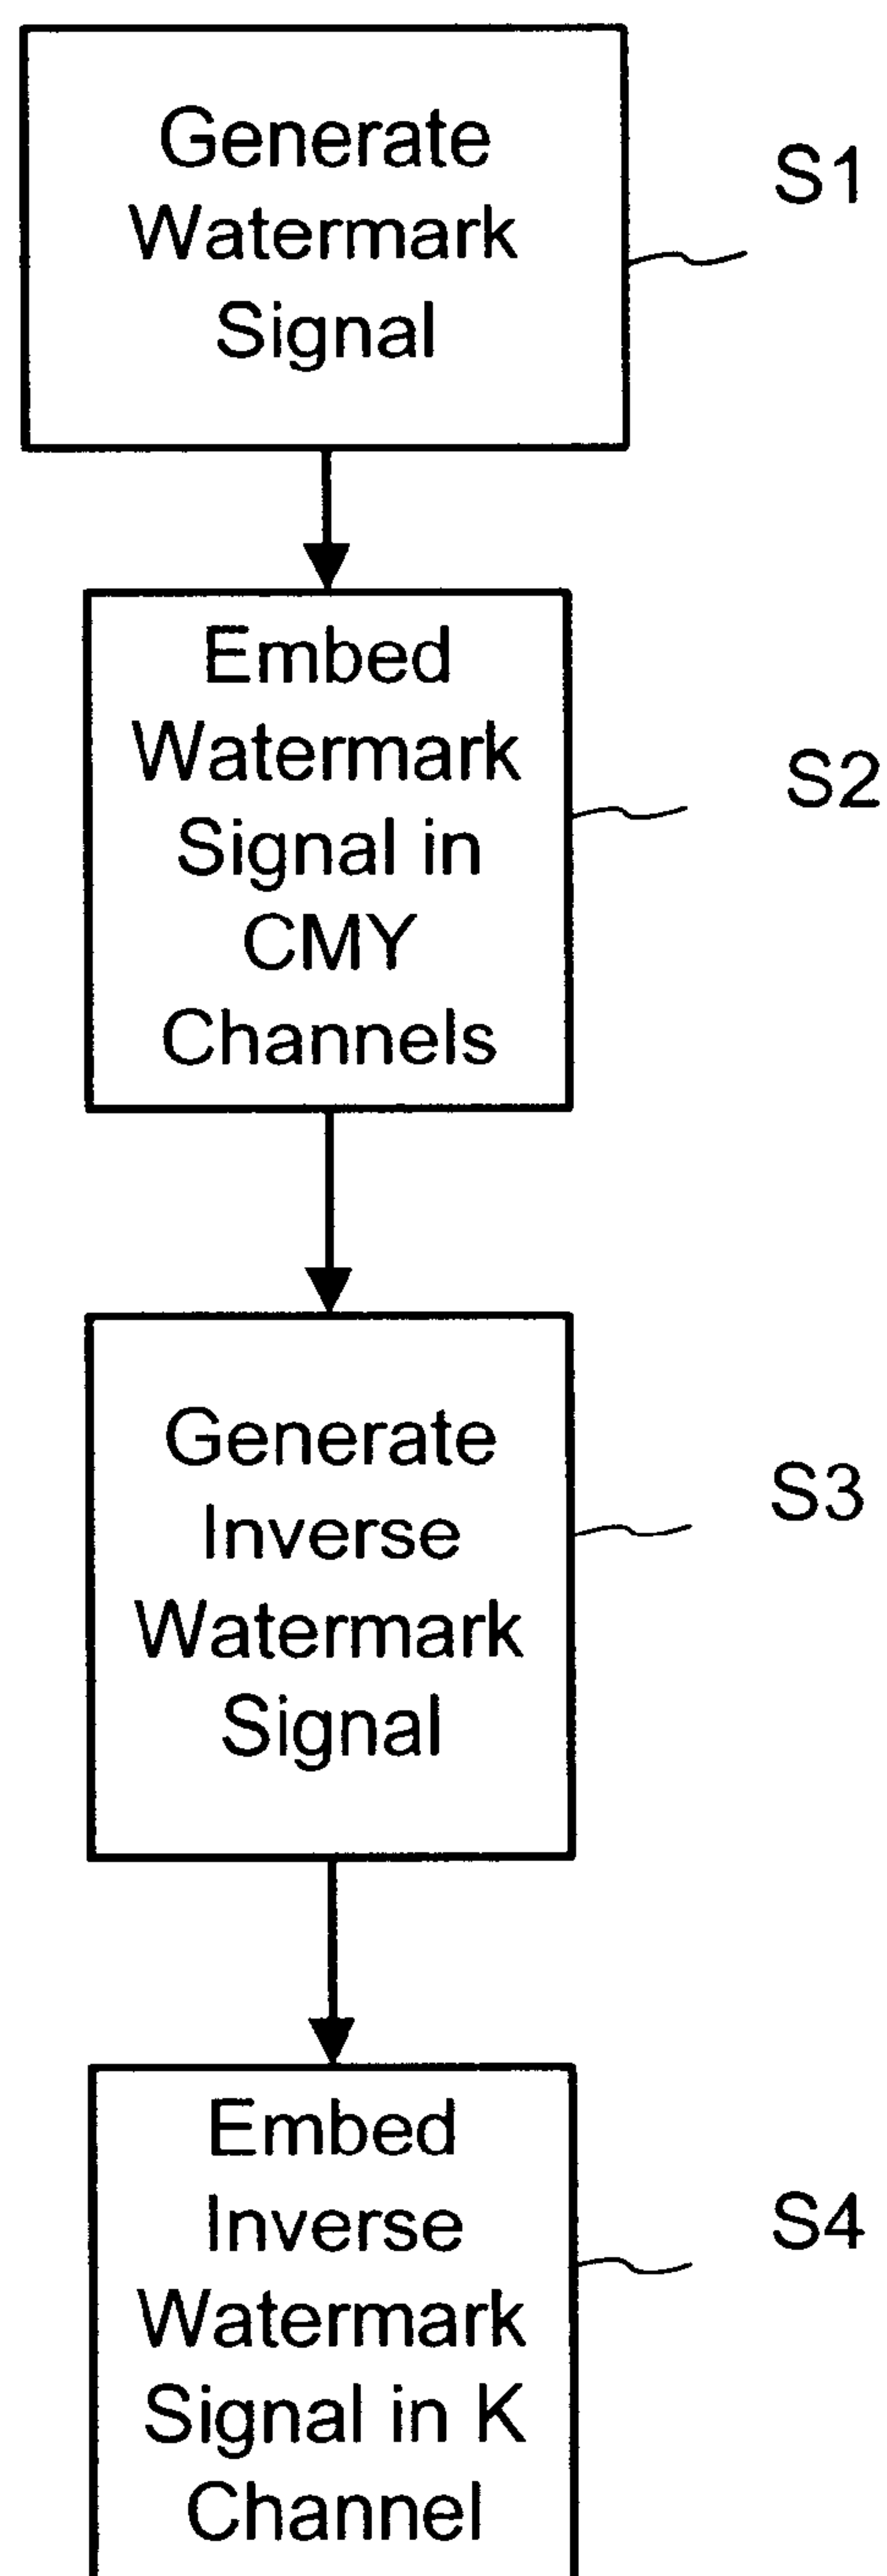 Generate
Watermark
Signal
S1
Embed
Watermark
Signal in
CMY
Channels
S2
Generate
Inverse
Watermark
Signal
S3
Embed
Inverse
Watermark
Signal in K
Channel
S4